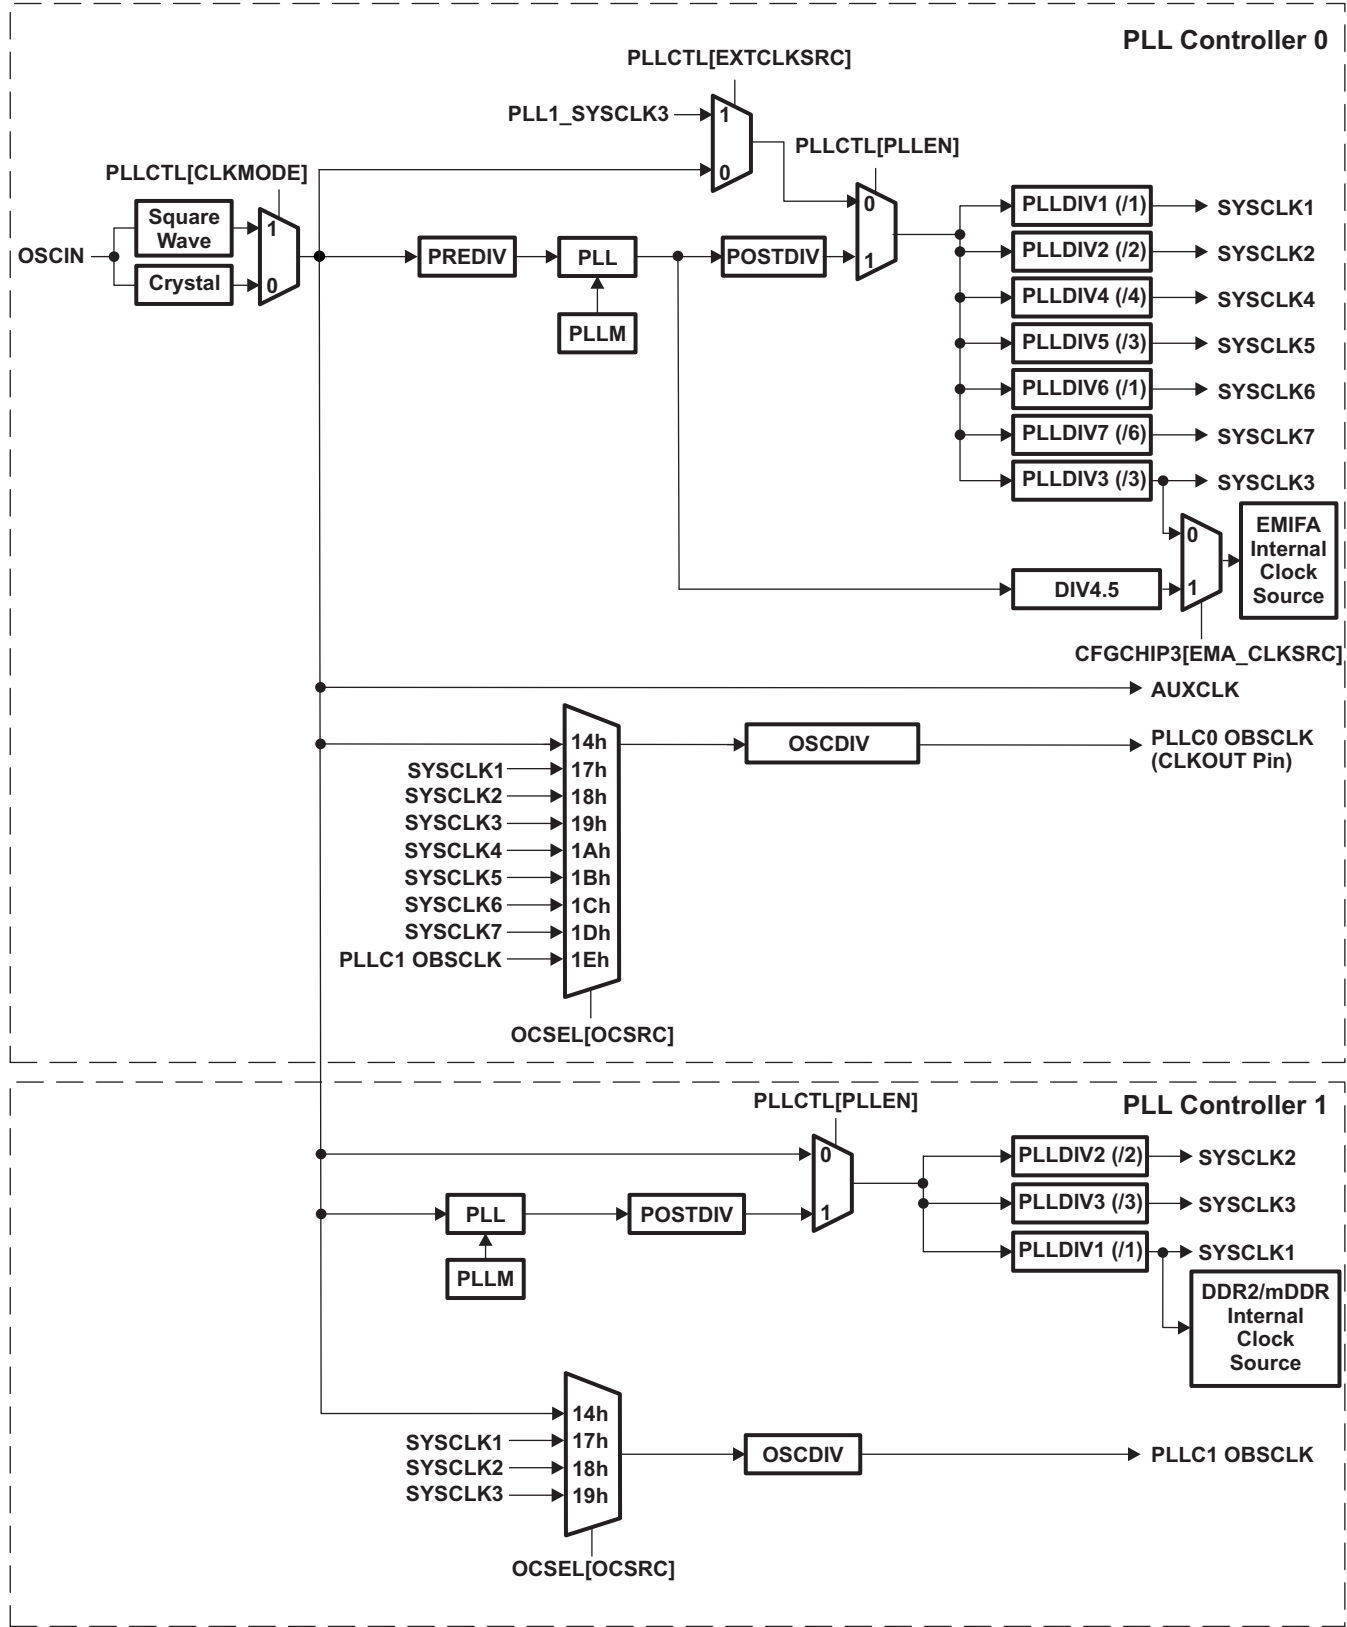 PLL Controller 0
PLLCTL[EXTCLKSRC]
PLL1_SYSCLK3
1
0
PLLCTL[PLLEN]
0
1
PLLCTL[CLKMODE]
OSCIN
Square
Wave
Crystal
1
0
PREDIV
PLL
PLLM
POSTDIV
PLLDIV1 (/1)
SYSCLK1
PLLDIV2 (/2)
SYSCLK2
PLLDIV4 (/4)
SYSCLK4
PLLDIV5 (/3)
SYSCLK5
PLLDIV6 (/1)
SYSCLK6
PLLDIV7 (/6)
SYSCLK7
PLLDIV3 (/3)
SYSCLK3
DIV4.5
0
1
EMIFA
Internal
Clock
Source
CFGCHIP3[EMA_CLKSRC]
AUXCLK
14h
SYSCLK1
17h
SYSCLK2
18h
SYSCLK3
19h
SYSCLK4
1Ah
SYSCLK5
1Bh
SYSCLK6
1Ch
SYSCLK7
1Dh
PLLC1 OBSCLK
1Eh
OCSEL[OCSRC]
OSCDIV
PLLC0 OBSCLK
(CLKOUT Pin)
PLL Controller 1
PLLCTL[PLLEN]
0
1
PLL
PLLM
POSTDIV
PLLDIV2 (/2)
SYSCLK2
PLLDIV3 (/3)
SYSCLK3
PLLDIV1 (/1)
SYSCLK1
DDR2/mDDR
Internal
Clock
Source
14h
SYSCLK1
17h
SYSCLK2
18h
SYSCLK3
19h
OCSEL[OCSRC]
OSCDIV
PLLC1 OBSCLK